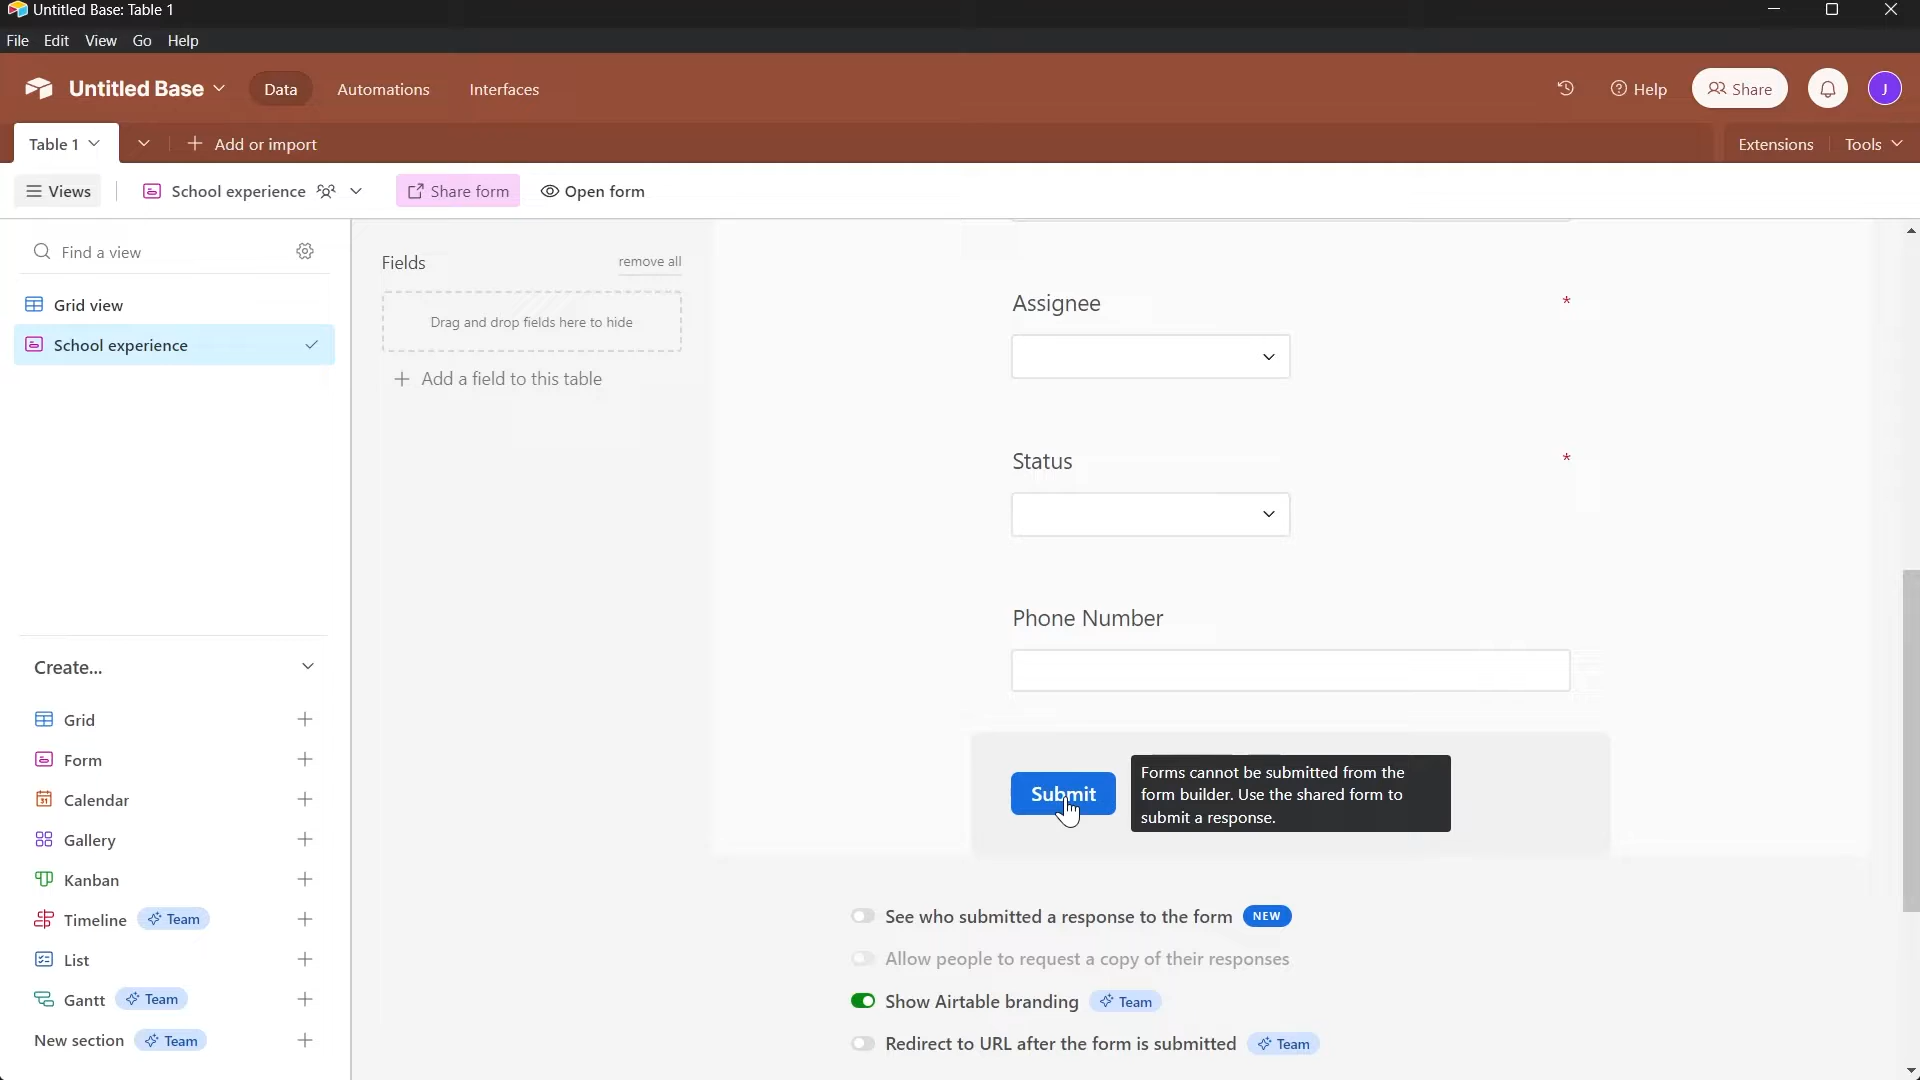 Untitled Base: Table 1
File Edit View Go Help
Untitled Base Data Automations Interfaces Help Share J
Table 1 Add or import Extensions Tools
Views School experience Share form Open form
Find a view
Grid view
School experience
Create...
Grid
Form
31 Calendar
Gallery
Kanban
Timeline Team
List
Gantt Team
New section Team
Fields remove all
Drag and drop fields here to hide
Add a field to this table
Assignee *
Status *
Phone Number
Submit
Forms cannot be submitted from the
form builder. Use the shared form to
submit a response.
See who submitted a response to the form NEW
Allow people to request a copy of their responses
Show Airtable branding Team
Redirect to URL after the form is submitted Team